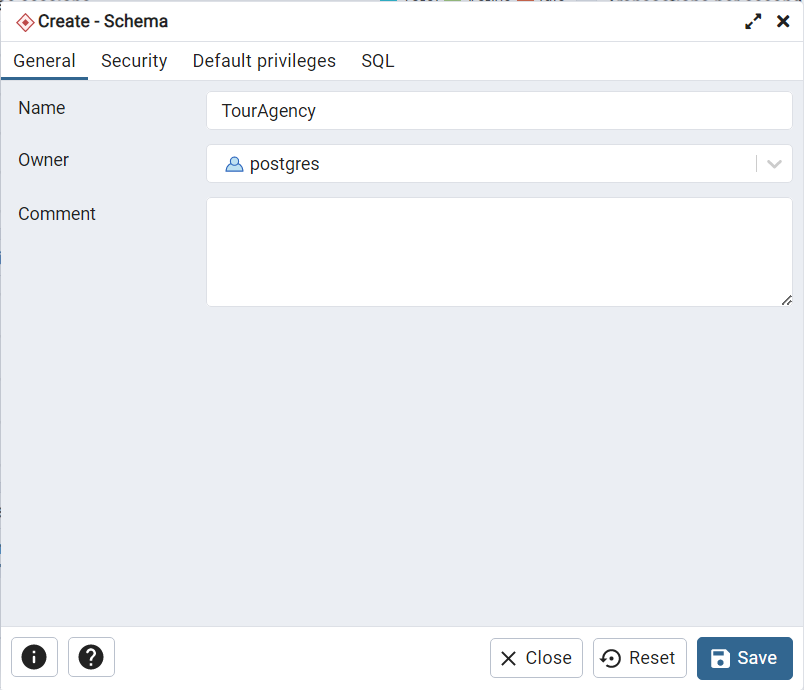 Create - Schema
General Security Default privileges SQL
Name TourAgency
Owner postgres
Comment
Close Reset Save